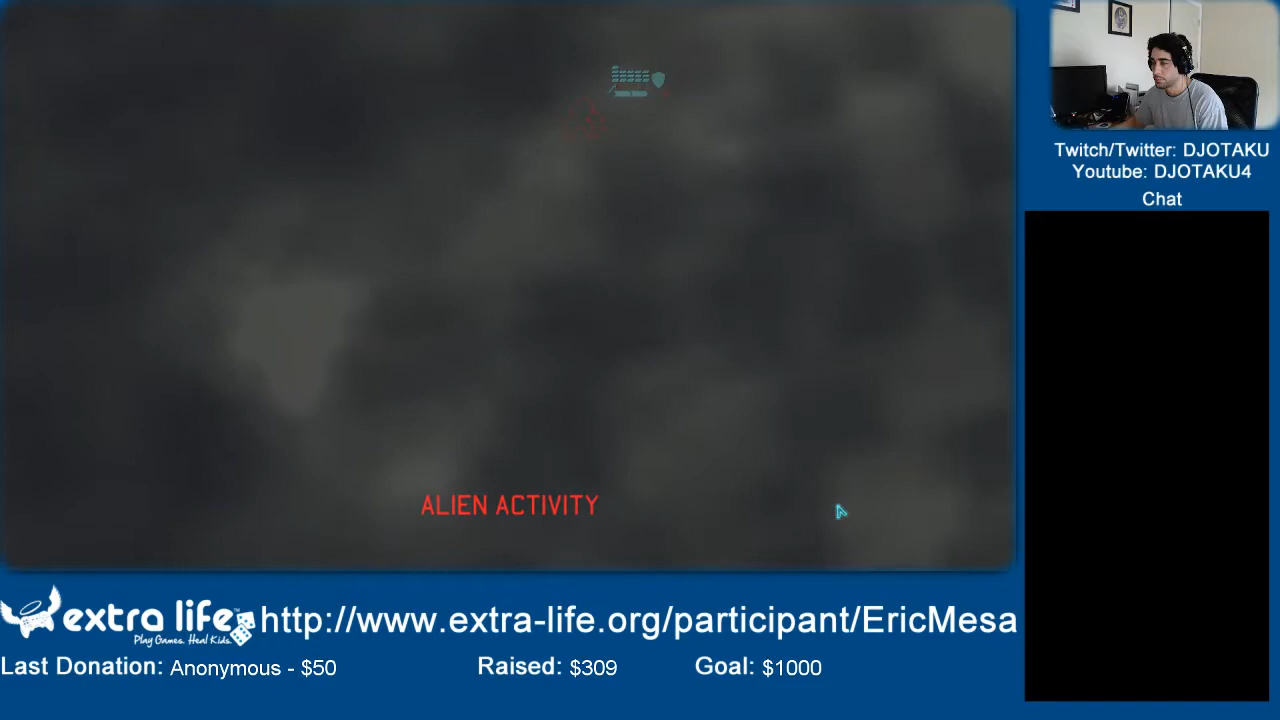 Twitch/Twitter: DJOTAKU
Youtube: DJOTAKU4
Chat
ALIEN ACTIVITY
extra life
Play Games. Heal Kids.
http://www.extra-life.org/participant/EricMesa
Last Donation: Anonymous - $50
Raised: $309
Goal: $1000